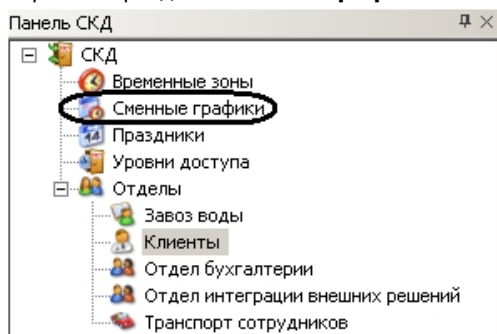 Панель СКД
СКД
Временные зоны
Сменные графики
Праздники
Уровни доступа
Отделы
Завоз воды
Клиенты
Отдел бухгалтерии
Отдел интеграции внешних решений
Транспорт сотрудников